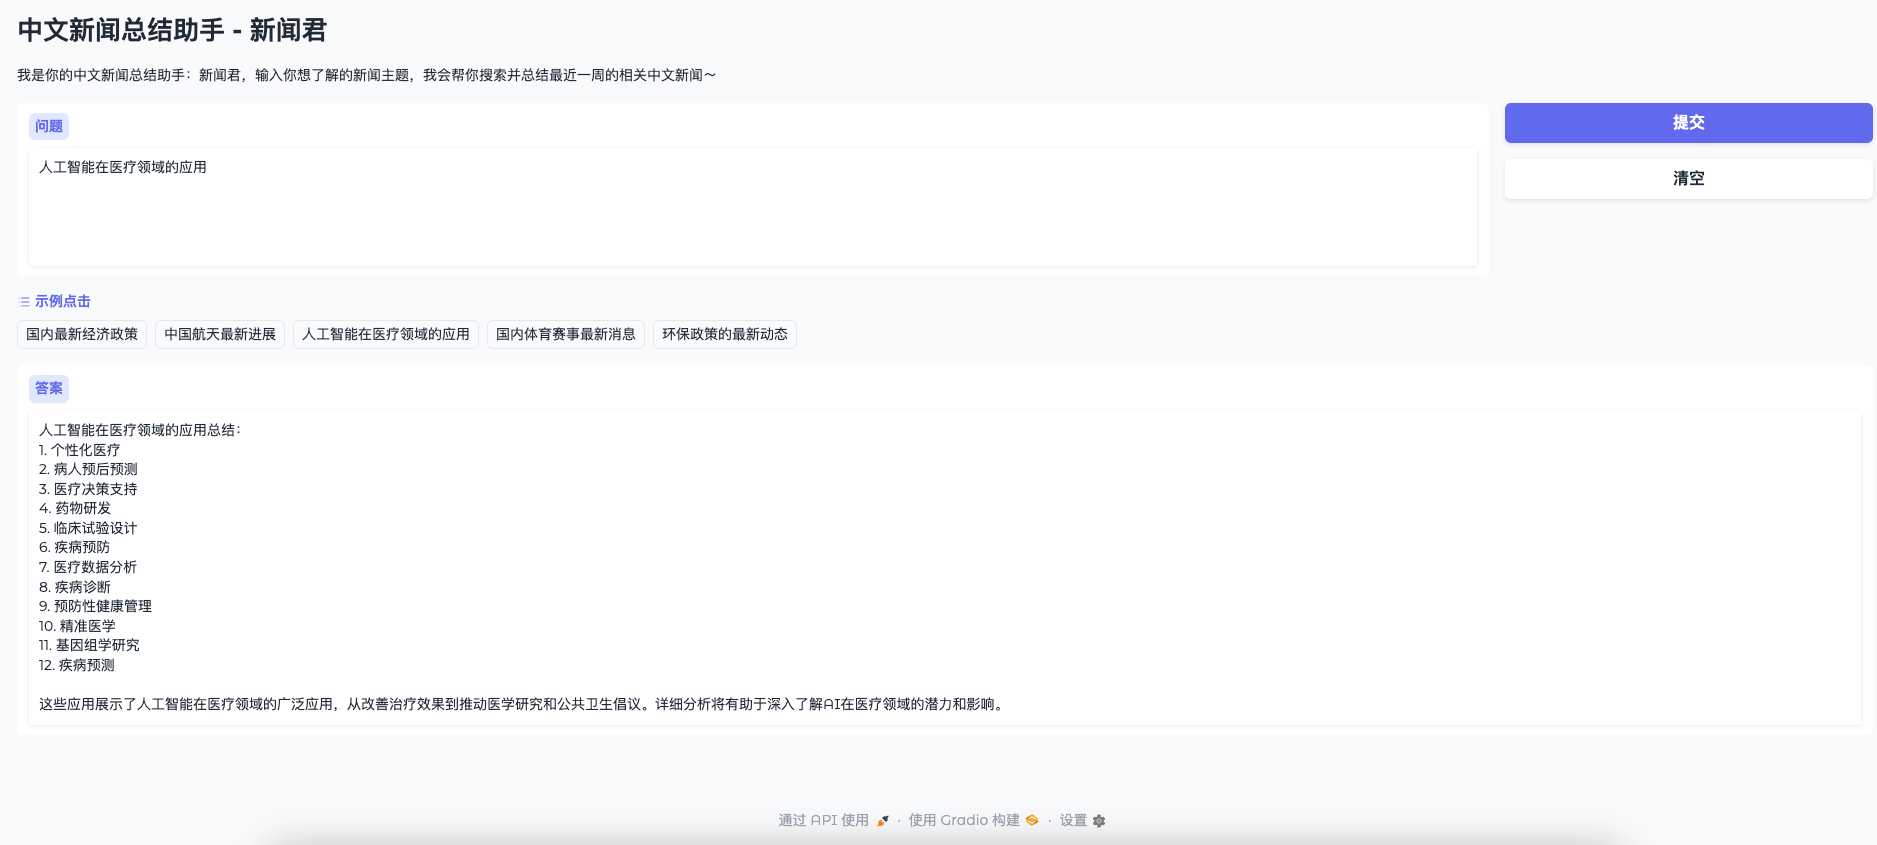 中文新闻总结助手 - 新闻君
我是你的中文新闻总结助手：新闻君，输入你想了解的新闻主题，我会帮你搜索并总结最近一周的相关中文新闻～
问题
人工智能在医疗领域的应用
提交
清空
示例点击
国内最新经济政策
中国航天最新进展
人工智能在医疗领域的应用
国内体育赛事最新消息
环保政策的最新动态
答案
人工智能在医疗领域的应用总结：
1. 个性化医疗
2. 病人预后预测
3. 医疗决策支持
4. 药物研发
5. 临床试验设计
6. 疾病预防
7. 医疗数据分析
8. 疾病诊断
9. 预防性健康管理
10. 精准医学
11. 基因组学研究
12. 疾病预测
这些应用展示了人工智能在医疗领域的广泛应用，从改善治疗效果到推动医学研究和公共卫生倡议。详细分析将有助于深入了解AI在医疗领域的潜力和影响。
通过 API 使用 · 使用 Gradio 构建 · 设置